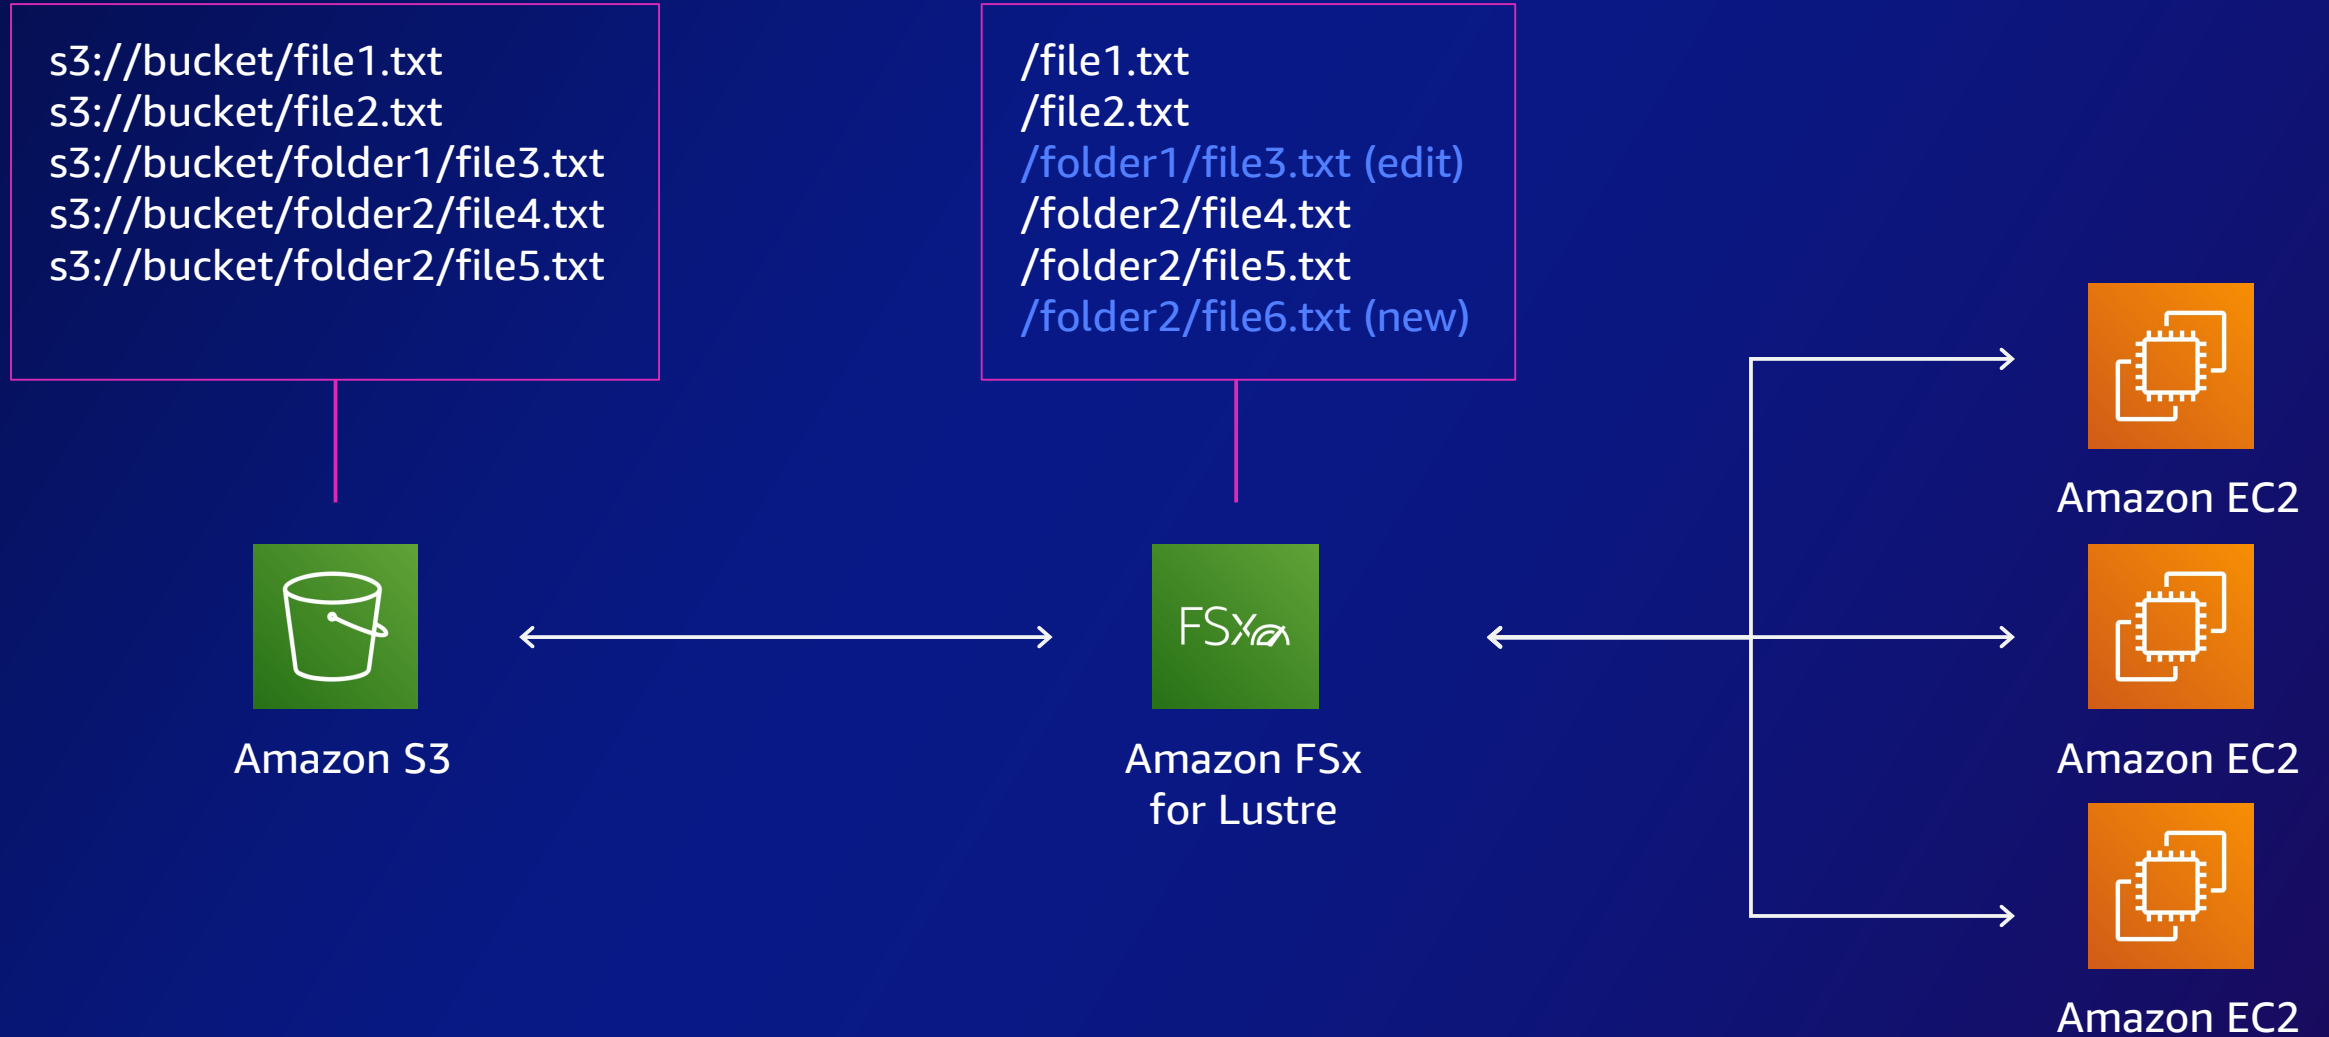 s3://bucket/file1.txt
s3://bucket/file2.txt
s3://bucket/folder1/file3.txt
s3://bucket/folder2/file4.txt
s3://bucket/folder2/file5.txt
/file1.txt
/file2.txt
/folder1/file3.txt (edit)
/folder2/file4.txt
/folder2/file5.txt
/folder2/file6.txt (new)
Amazon S3
FSx
Amazon FSx
for Lustre
Amazon EC2
Amazon EC2
Amazon EC2